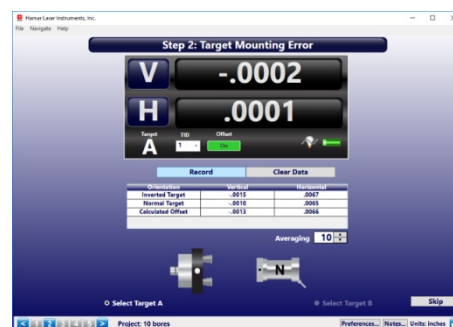 Hamar Laser Instruments, Inc.
File Navigate Help
Step 2: Target Mounting Error
V -.0002
H .0001
Target TID Offset
A 1 On
Record Clear Data
Orientation Vertical Horizontal
Inverted Target -.0015 .0067
Normal Target -.0010 .0065
Calculated Offset -.0013 .0066
Averaging 10
N
Select Target A Select Target B Skip
< 1 2 3 4 5 > Project: 10 bores Preferences... Notes... Units: Inches